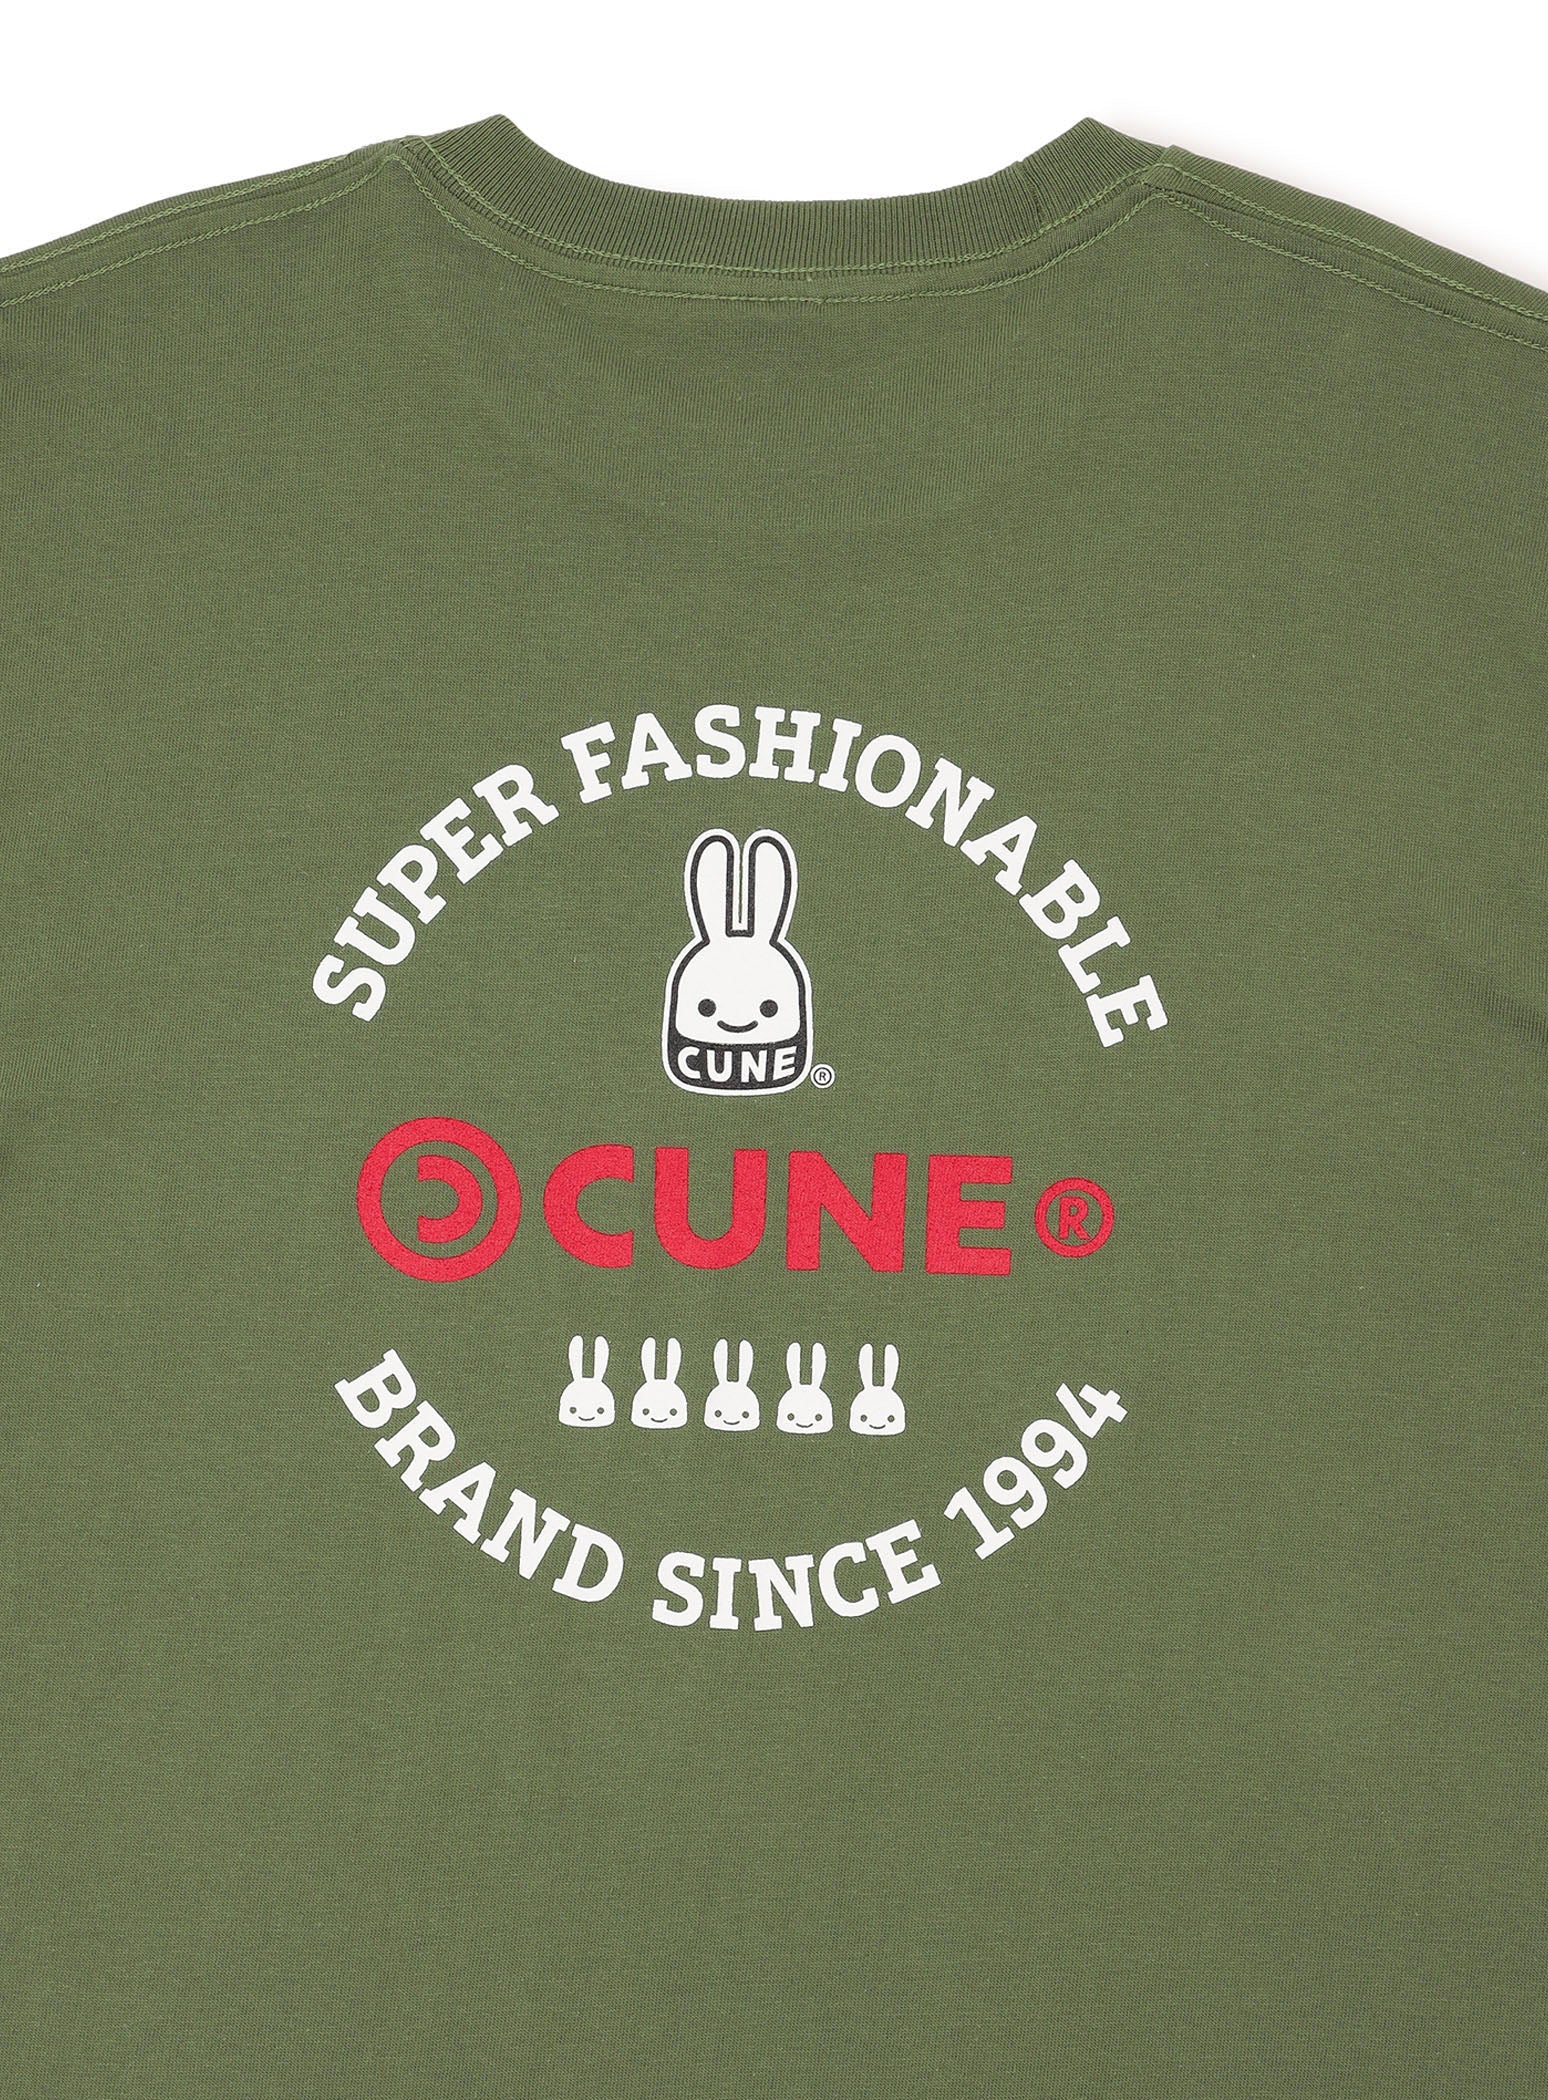 SUPER FASHIONABLE
CUNE ®
ↄ⃝ CUNE ®
BRAND SINCE 1994